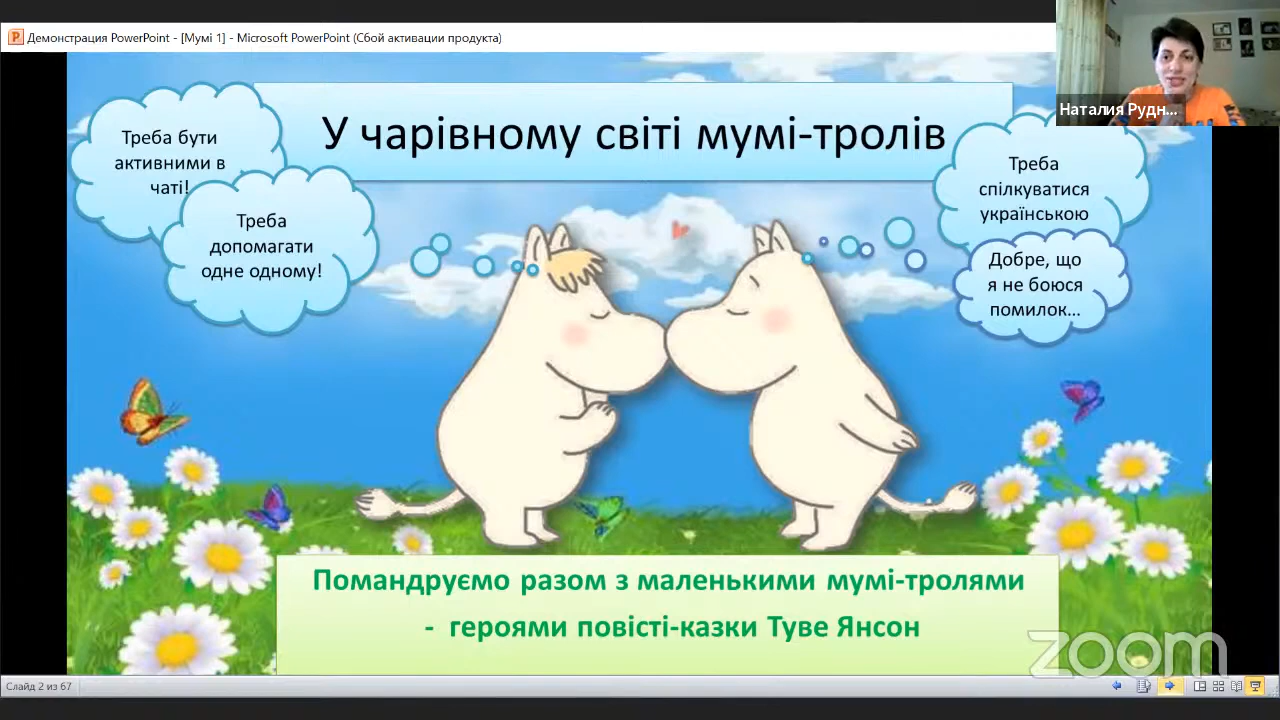 Демонстрация PowerPoint - [Мумі 1] - Microsoft PowerPoint (Сбой активации продукта)
Наталия Рудн...
У чарівному світі мумі-тролів
Треба бути
активними в
чаті!
Треба
допомагати
одне одному!
Треба
спілкуватися
українською
Добре, що
я не боюся
помилок...
Помандруємо разом з маленькими мумі-тролями
- героями повісті-казки Туве Янсон
zoom
Слайд 2 из 67